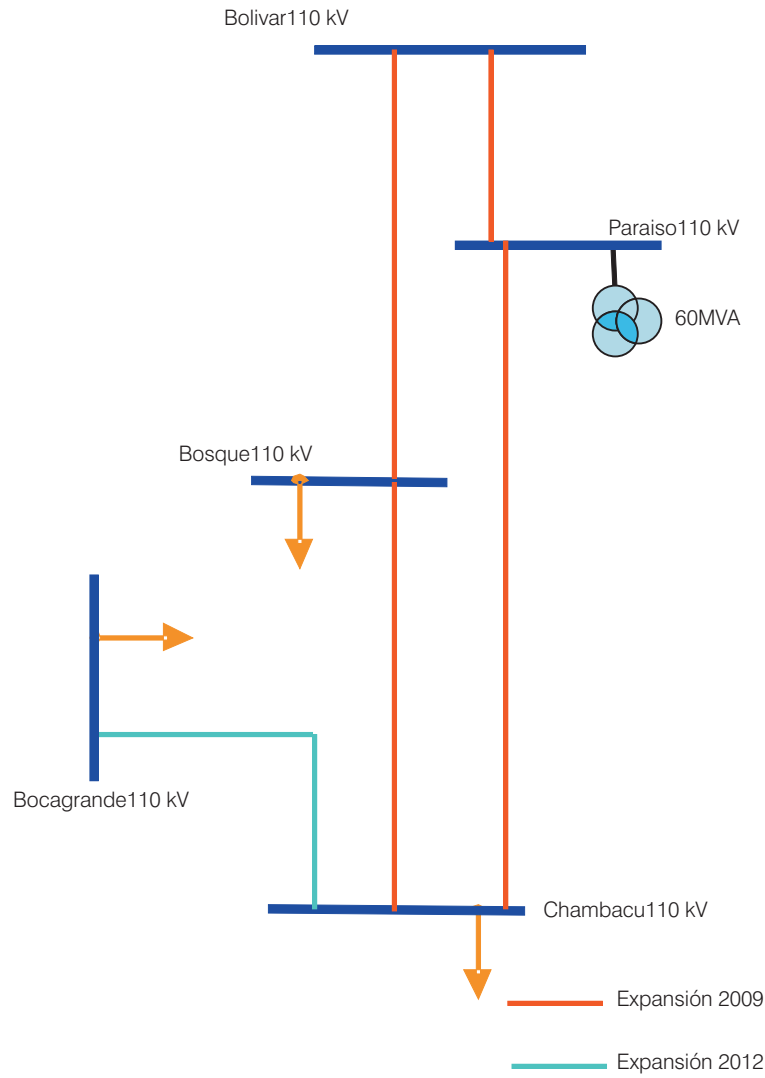 Bolivar110 kV
Paraiso110 kV
60MVA
Bosque110 kV
Bocagrande110 kV
Chambacu110 kV
Expansión 2009
Expansión 2012